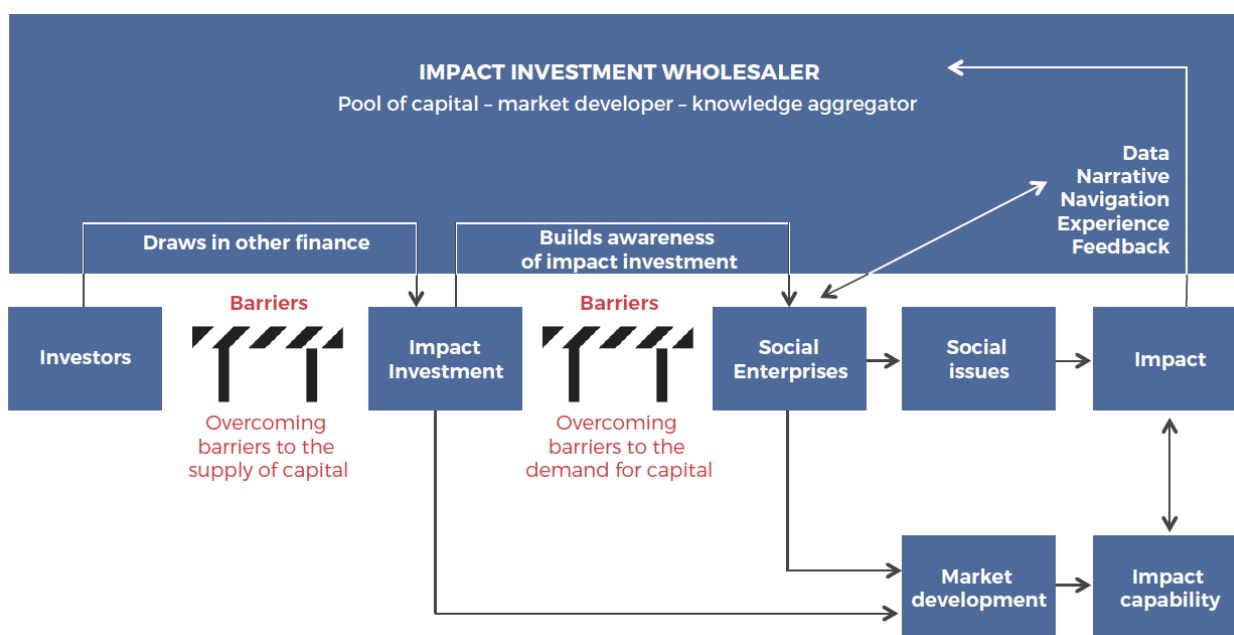 IMPACT INVESTMENT WHOLESALER
Pool of capital – market developer – knowledge aggregator
Data
Narrative
Navigation
Experience
Feedback
Draws in other finance
Builds awareness
of impact investment
Investors
Barriers
Overcoming
barriers to the
supply of capital
Impact
Investment
Barriers
Overcoming
barriers to the
demand for capital
Social
Enterprises
Social
issues
Impact
Market
development
Impact
capability